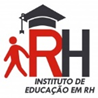 RH
INSTITUTO DE
EDUCAÇÃO EM RH